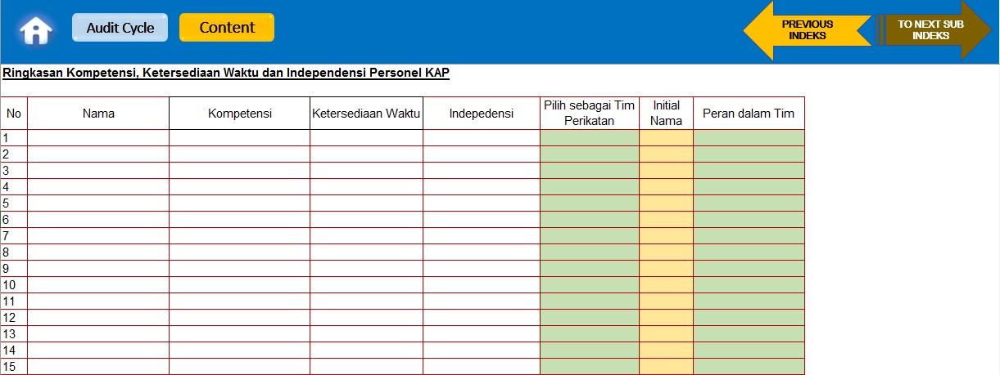 Audit Cycle
Content
PREVIOUS
INDEKS
TO NEXT SUB
INDEKS
Ringkasan Kompetensi, Ketersediaan Waktu dan Independensi Personel KAP
No Nama Kompetensi Ketersediaan Waktu Indepedensi Pilih sebagai Tim Perikatan Initial Nama Peran dalam Tim
1
2
3
4
5
6
7
8
9
10
11
12
13
14
15